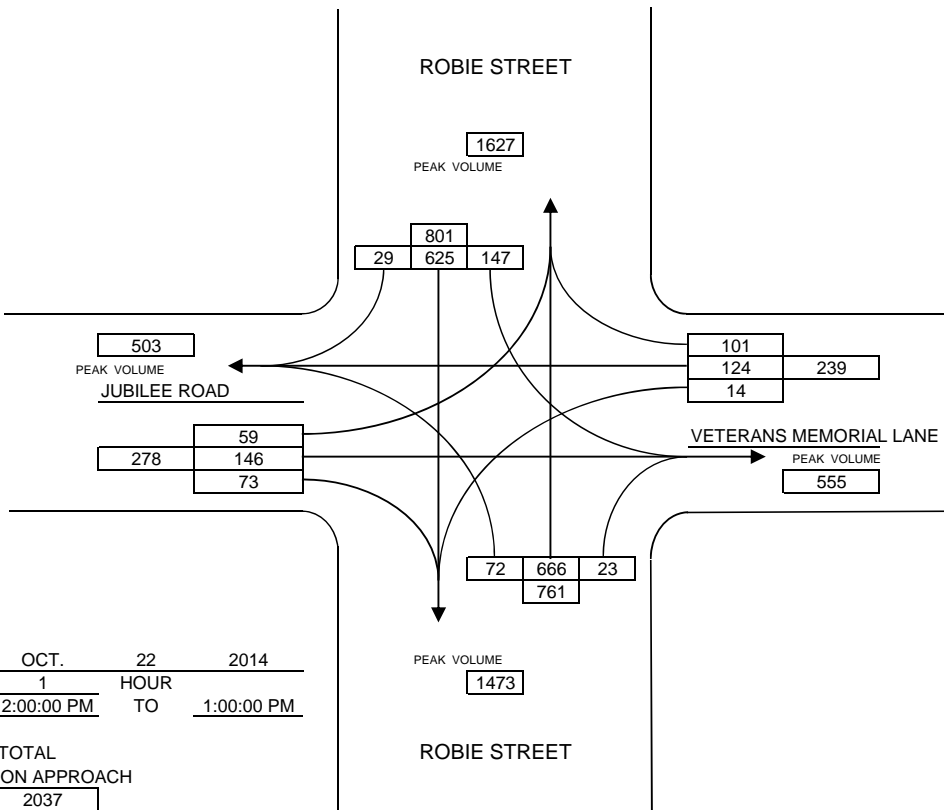 ROBIE STREET
1627
PEAK VOLUME
801
29 625 147
503
PEAK VOLUME
JUBILEE ROAD
101
124 239
14
59
278 146
73
VETERANS MEMORIAL LANE
PEAK VOLUME
555
72 666 23
761
OCT. 22 2014
1 HOUR
2:00:00 PM TO 1:00:00 PM
PEAK VOLUME
1473
TOTAL
ON APPROACH
2037
ROBIE STREET